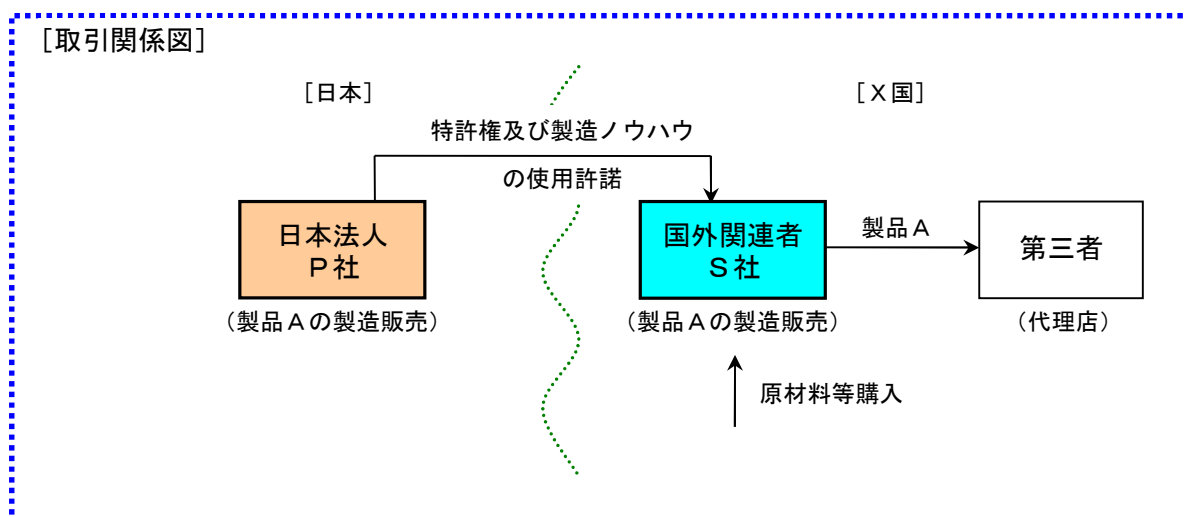 ［取引関係図］
［日本］
［Ｘ国］
特許権及び製造ノウハウ
の使用許諾
日本法人
Ｐ社
国外関連者
Ｓ社
製品Ａ
第三者
（製品Ａの製造販売）
（製品Ａの製造販売）
（代理店）
原材料等購入